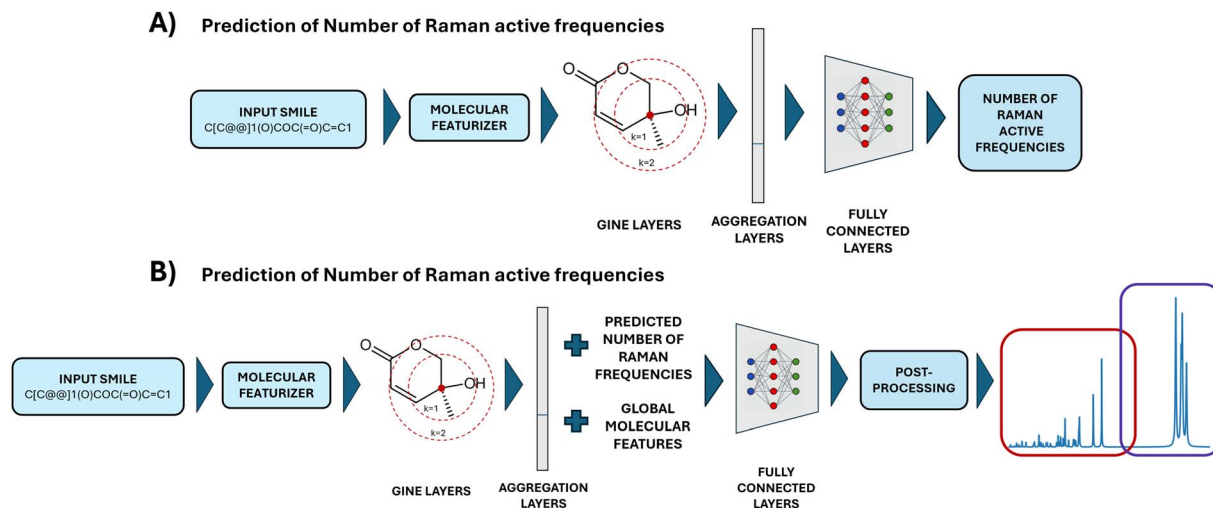 A) Prediction of Number of Raman active frequencies
INPUT SMILE
C[C@@]1(O)COC(=O)C=C1
MOLECULAR
FEATURIZER
O
O
OH
k=1
k=2
GINE LAYERS
AGGREGATION
LAYERS
FULLY
CONNECTED
LAYERS
NUMBER OF
RAMAN
ACTIVE
FREQUENCIES
B) Prediction of Number of Raman active frequencies
INPUT SMILE
C[C@@]1(O)COC(=O)C=C1
MOLECULAR
FEATURIZER
O
O
OH
k=1
k=2
GINE LAYERS
AGGREGATION
LAYERS
PREDICTED
NUMBER OF
RAMAN
FREQUENCIES
GLOBAL
MOLECULAR
FEATURES
FULLY
CONNECTED
LAYERS
POST-
PROCESSING